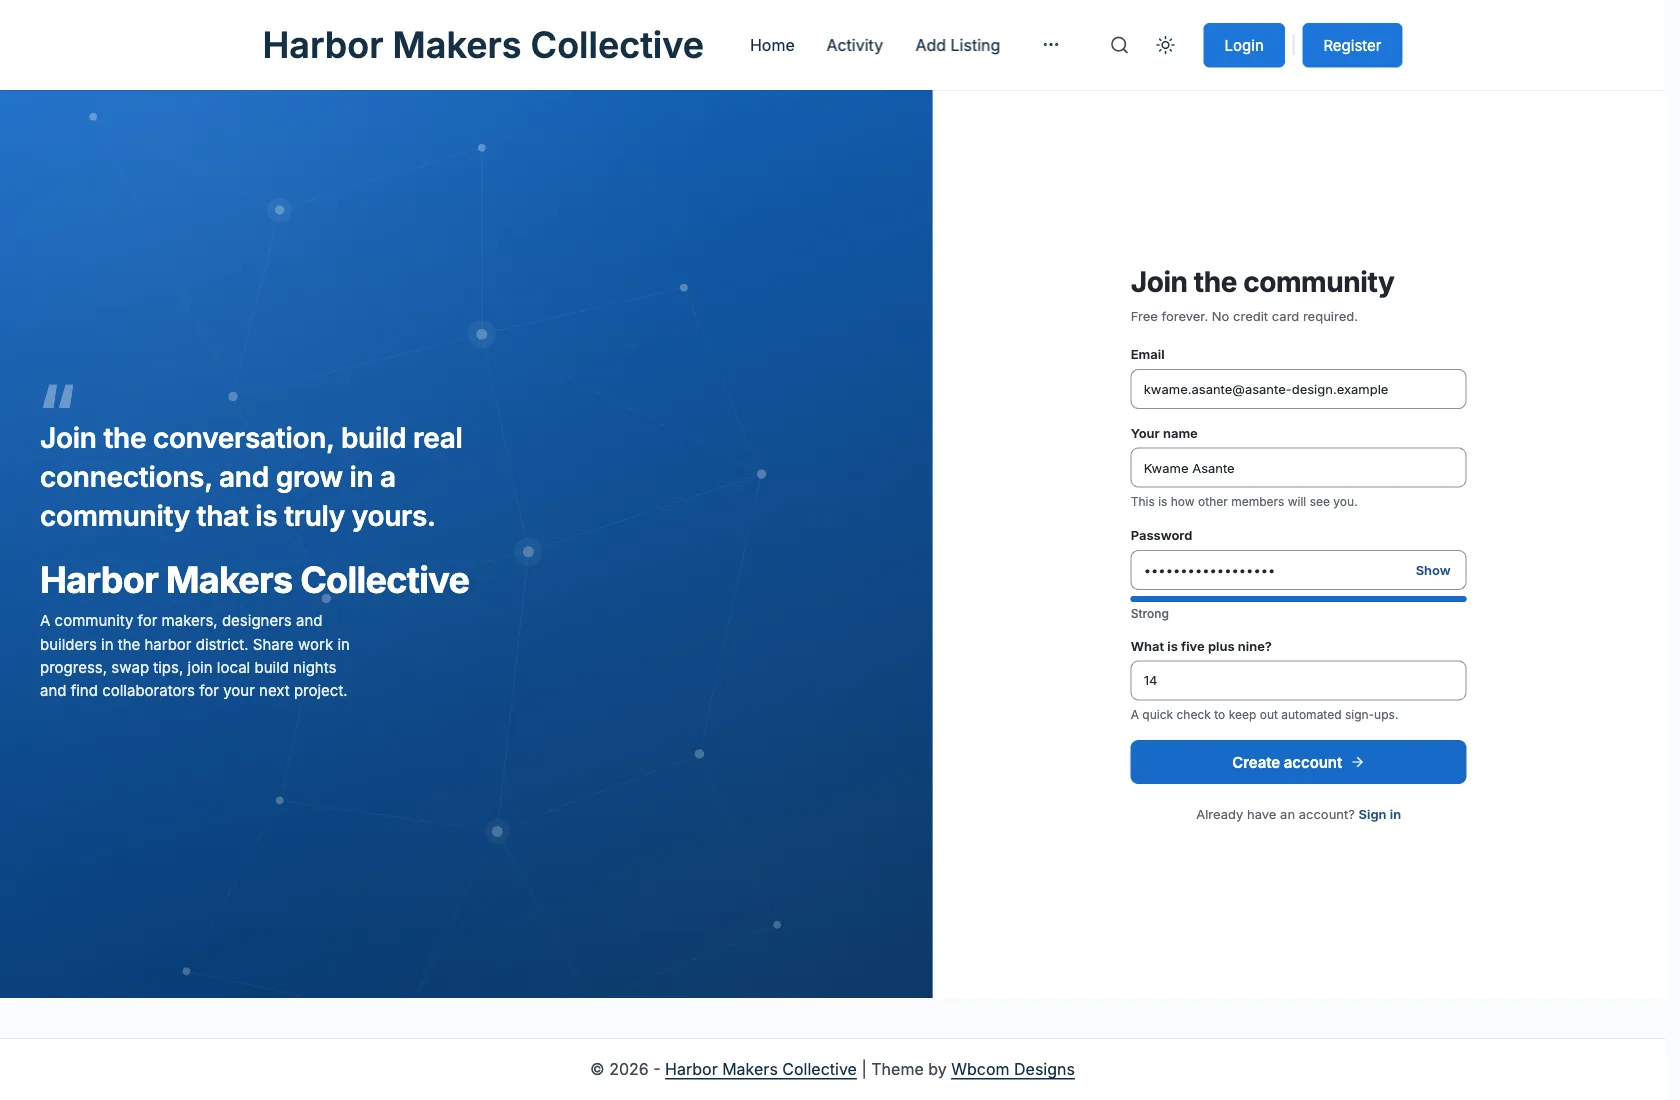 Harbor Makers Collective
Home
Activity
Add Listing
Login
Register
Join the conversation, build real
connections, and grow in a
community that is truly yours.
Harbor Makers Collective
A community for makers, designers and
builders in the harbor district. Share work in
progress, swap tips, join local build nights
and find collaborators for your next project.
Join the community
Free forever. No credit card required.
Email
kwame.asante@asante-design.example
Your name
Kwame Asante
This is how other members will see you.
Password
••••••••••••••••••
Show
Strong
What is five plus nine?
14
A quick check to keep out automated sign-ups.
Create account →
Already have an account? Sign in
© 2026 - Harbor Makers Collective | Theme by Wbcom Designs